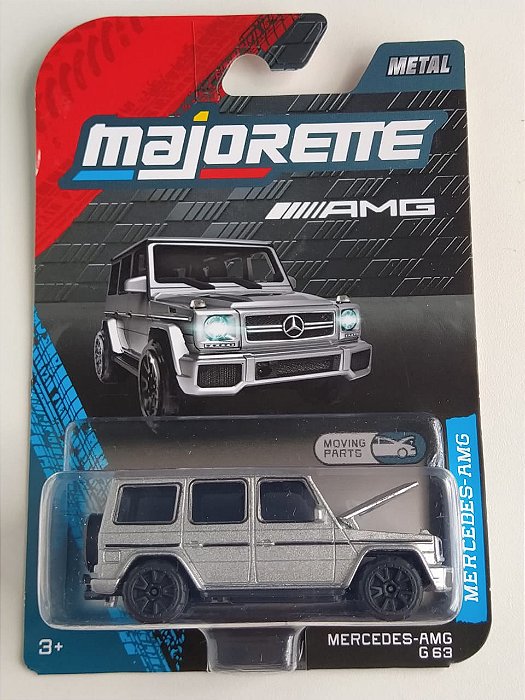 METAL
majorette
AMG
MOVING
PARTS
MERCEDES-AMG
3+
MERCEDES-AMG
G 63